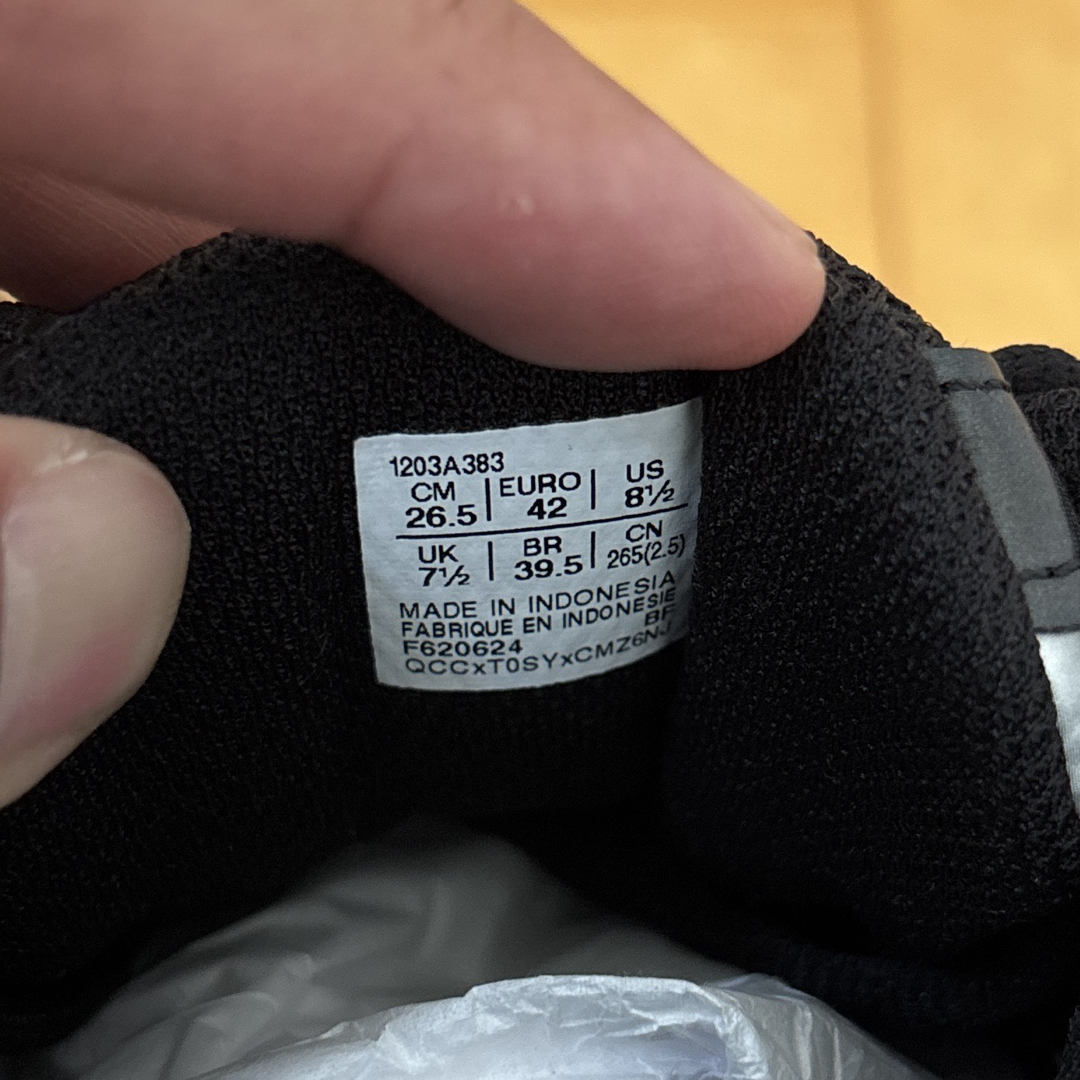 1203A383
CM | EURO | US
26.5 | 42 | 8½
UK | BR | CN
7½ | 39.5 | 265(2.5)
MADE IN INDONESIA
FABRIQUE EN INDONESIE
F620624 BF
QCCxT0SYxCMZ6NJ